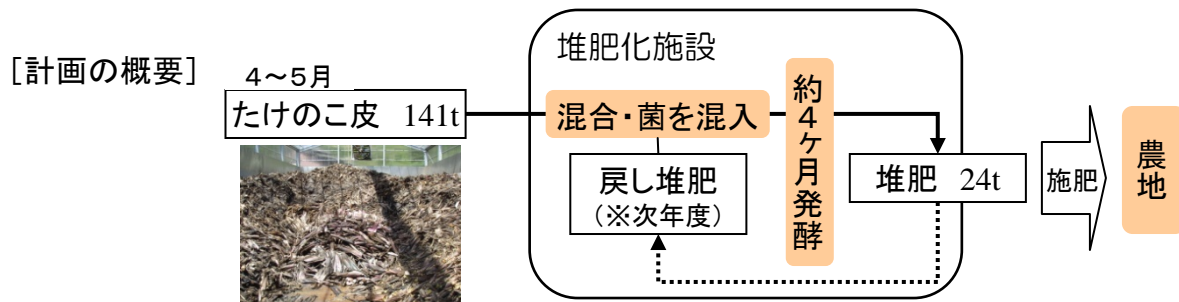 ［計画の概要］
４～５月
たけのこ皮 141t
堆肥化施設
混合・菌を混入
戻し堆肥
（※次年度）
約４ヶ月発酵
堆肥 24t
施肥
農地